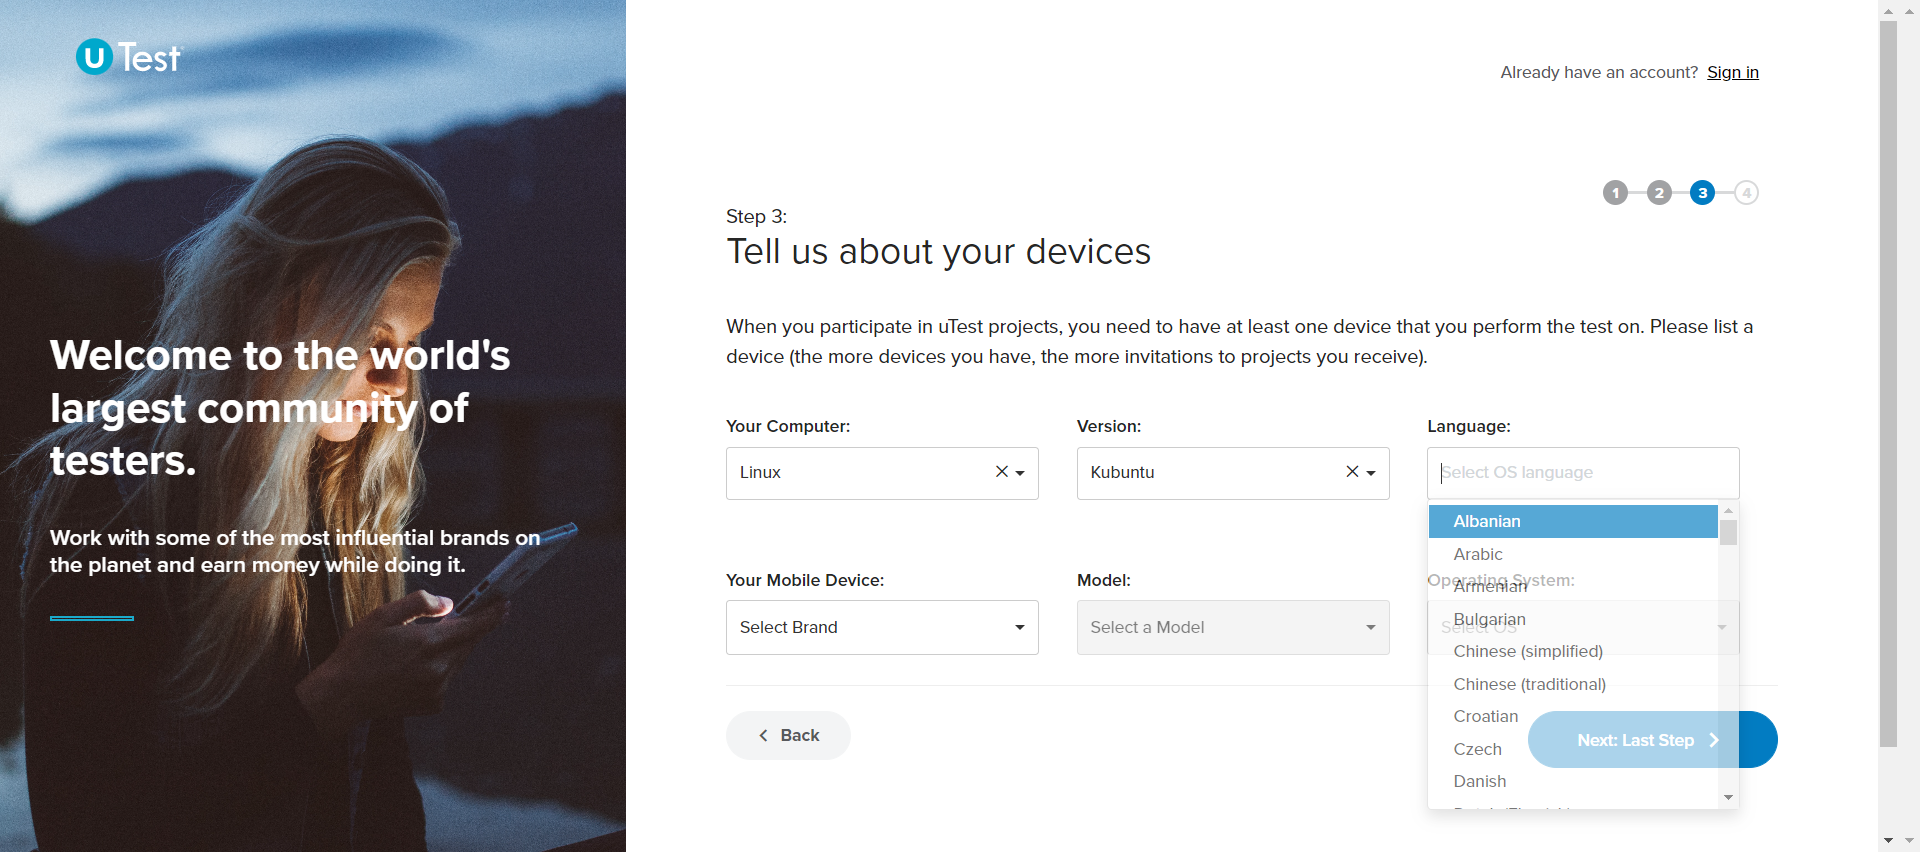 U Test
Already have an account? Sign in
1 2 3 4
Step 3:
Tell us about your devices
Welcome to the world's
largest community of
testers.
Work with some of the most influential brands on
the planet and earn money while doing it.
When you participate in uTest projects, you need to have at least one device that you perform the test on. Please list a
device (the more devices you have, the more invitations to projects you receive).
Your Computer: Version: Language:
Linux Kubuntu Select OS language
Albanian
Arabic
Your Mobile Device: Model: Operating System:
Armenian
Select Brand Select a Model Select OS
Bulgarian
Chinese (simplified)
Chinese (traditional)
Croatian
Back Next: Last Step
Czech
Danish